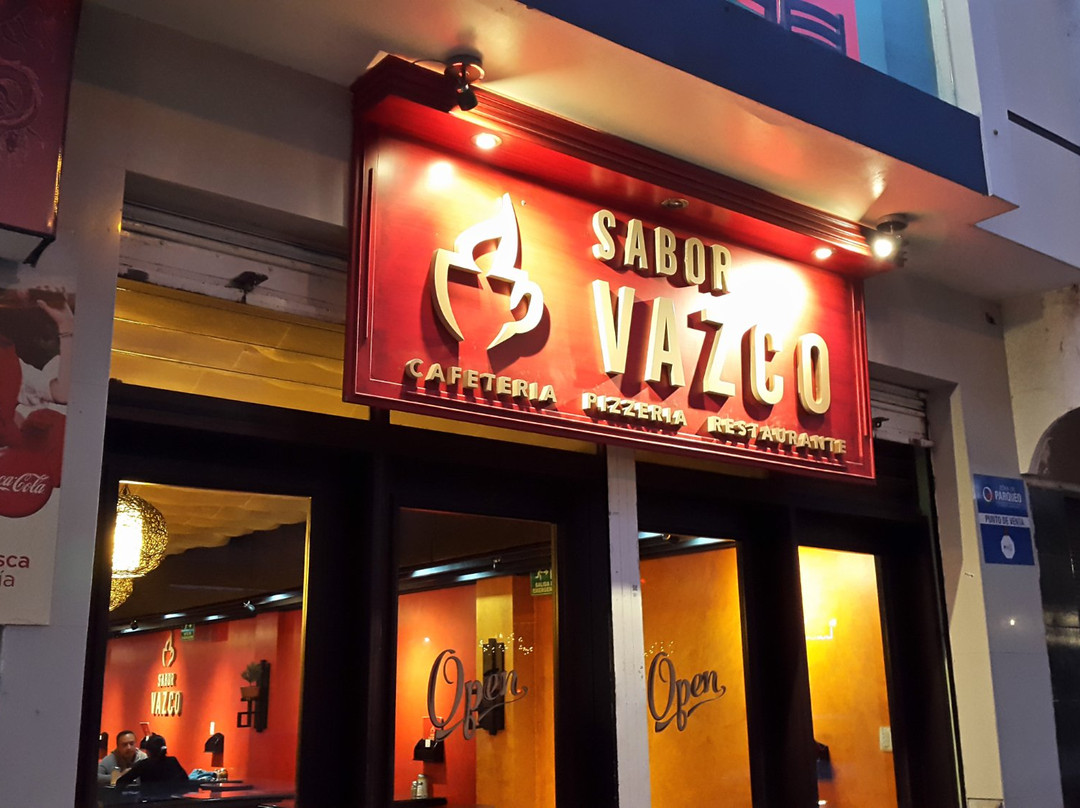 SABOR
VAZCO
CAFETERIA PIZZERIA RESTAURANTE
Coca-Cola
PARQUEO
PUNTO DE VENTA
SABOR
VAZCO
Open
Open